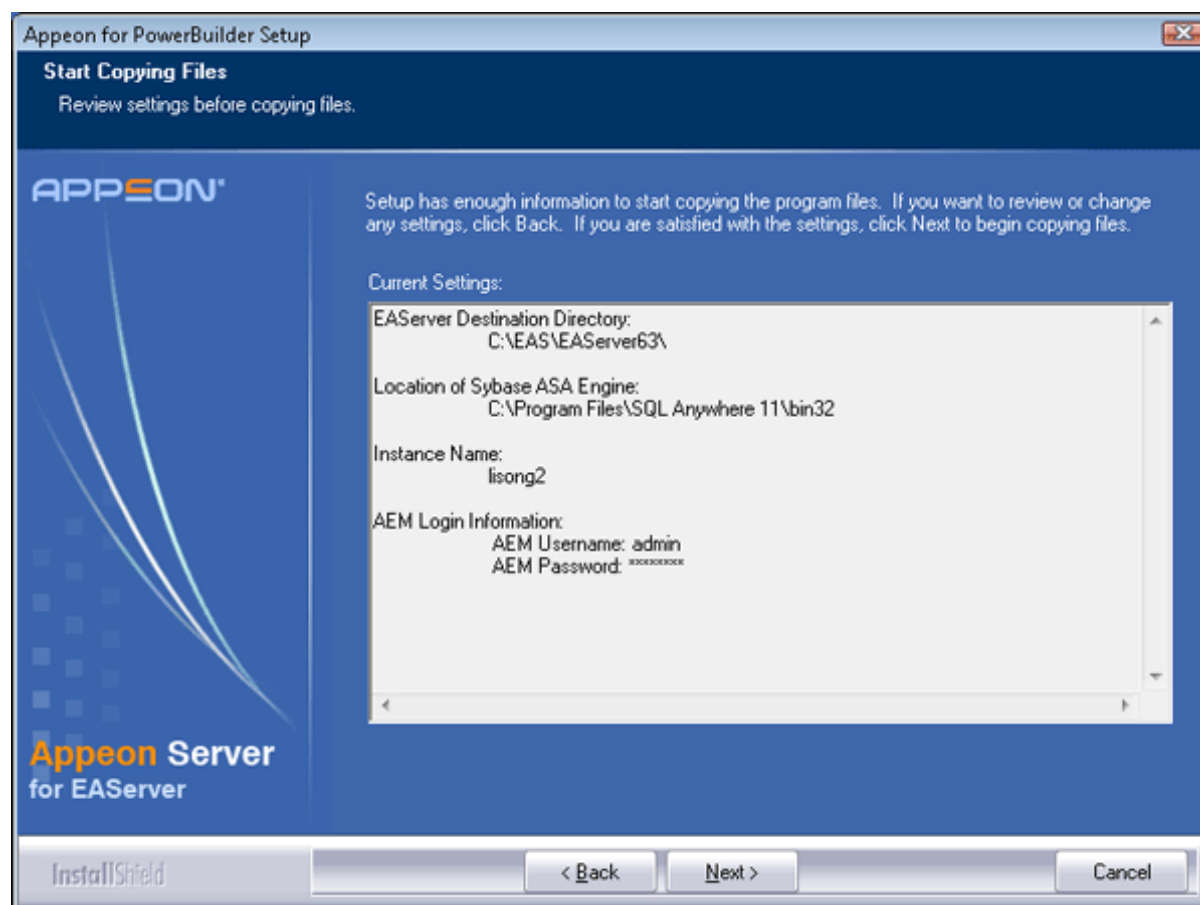 Appeon for PowerBuilder Setup
Start Copying Files
Review settings before copying files.
APPEON®
Setup has enough information to start copying the program files. If you want to review or change
any settings, click Back. If you are satisfied with the settings, click Next to begin copying files.
Current Settings:
EAServer Destination Directory:
C:\EAS\EAServer63\
Location of Sybase ASA Engine:
C:\Program Files\SQL Anywhere 11\bin32
Instance Name:
lisong2
AEM Login Information:
AEM Username: admin
AEM Password: ********
Appeon Server
for EAServer
InstallShield
< Back
Next >
Cancel